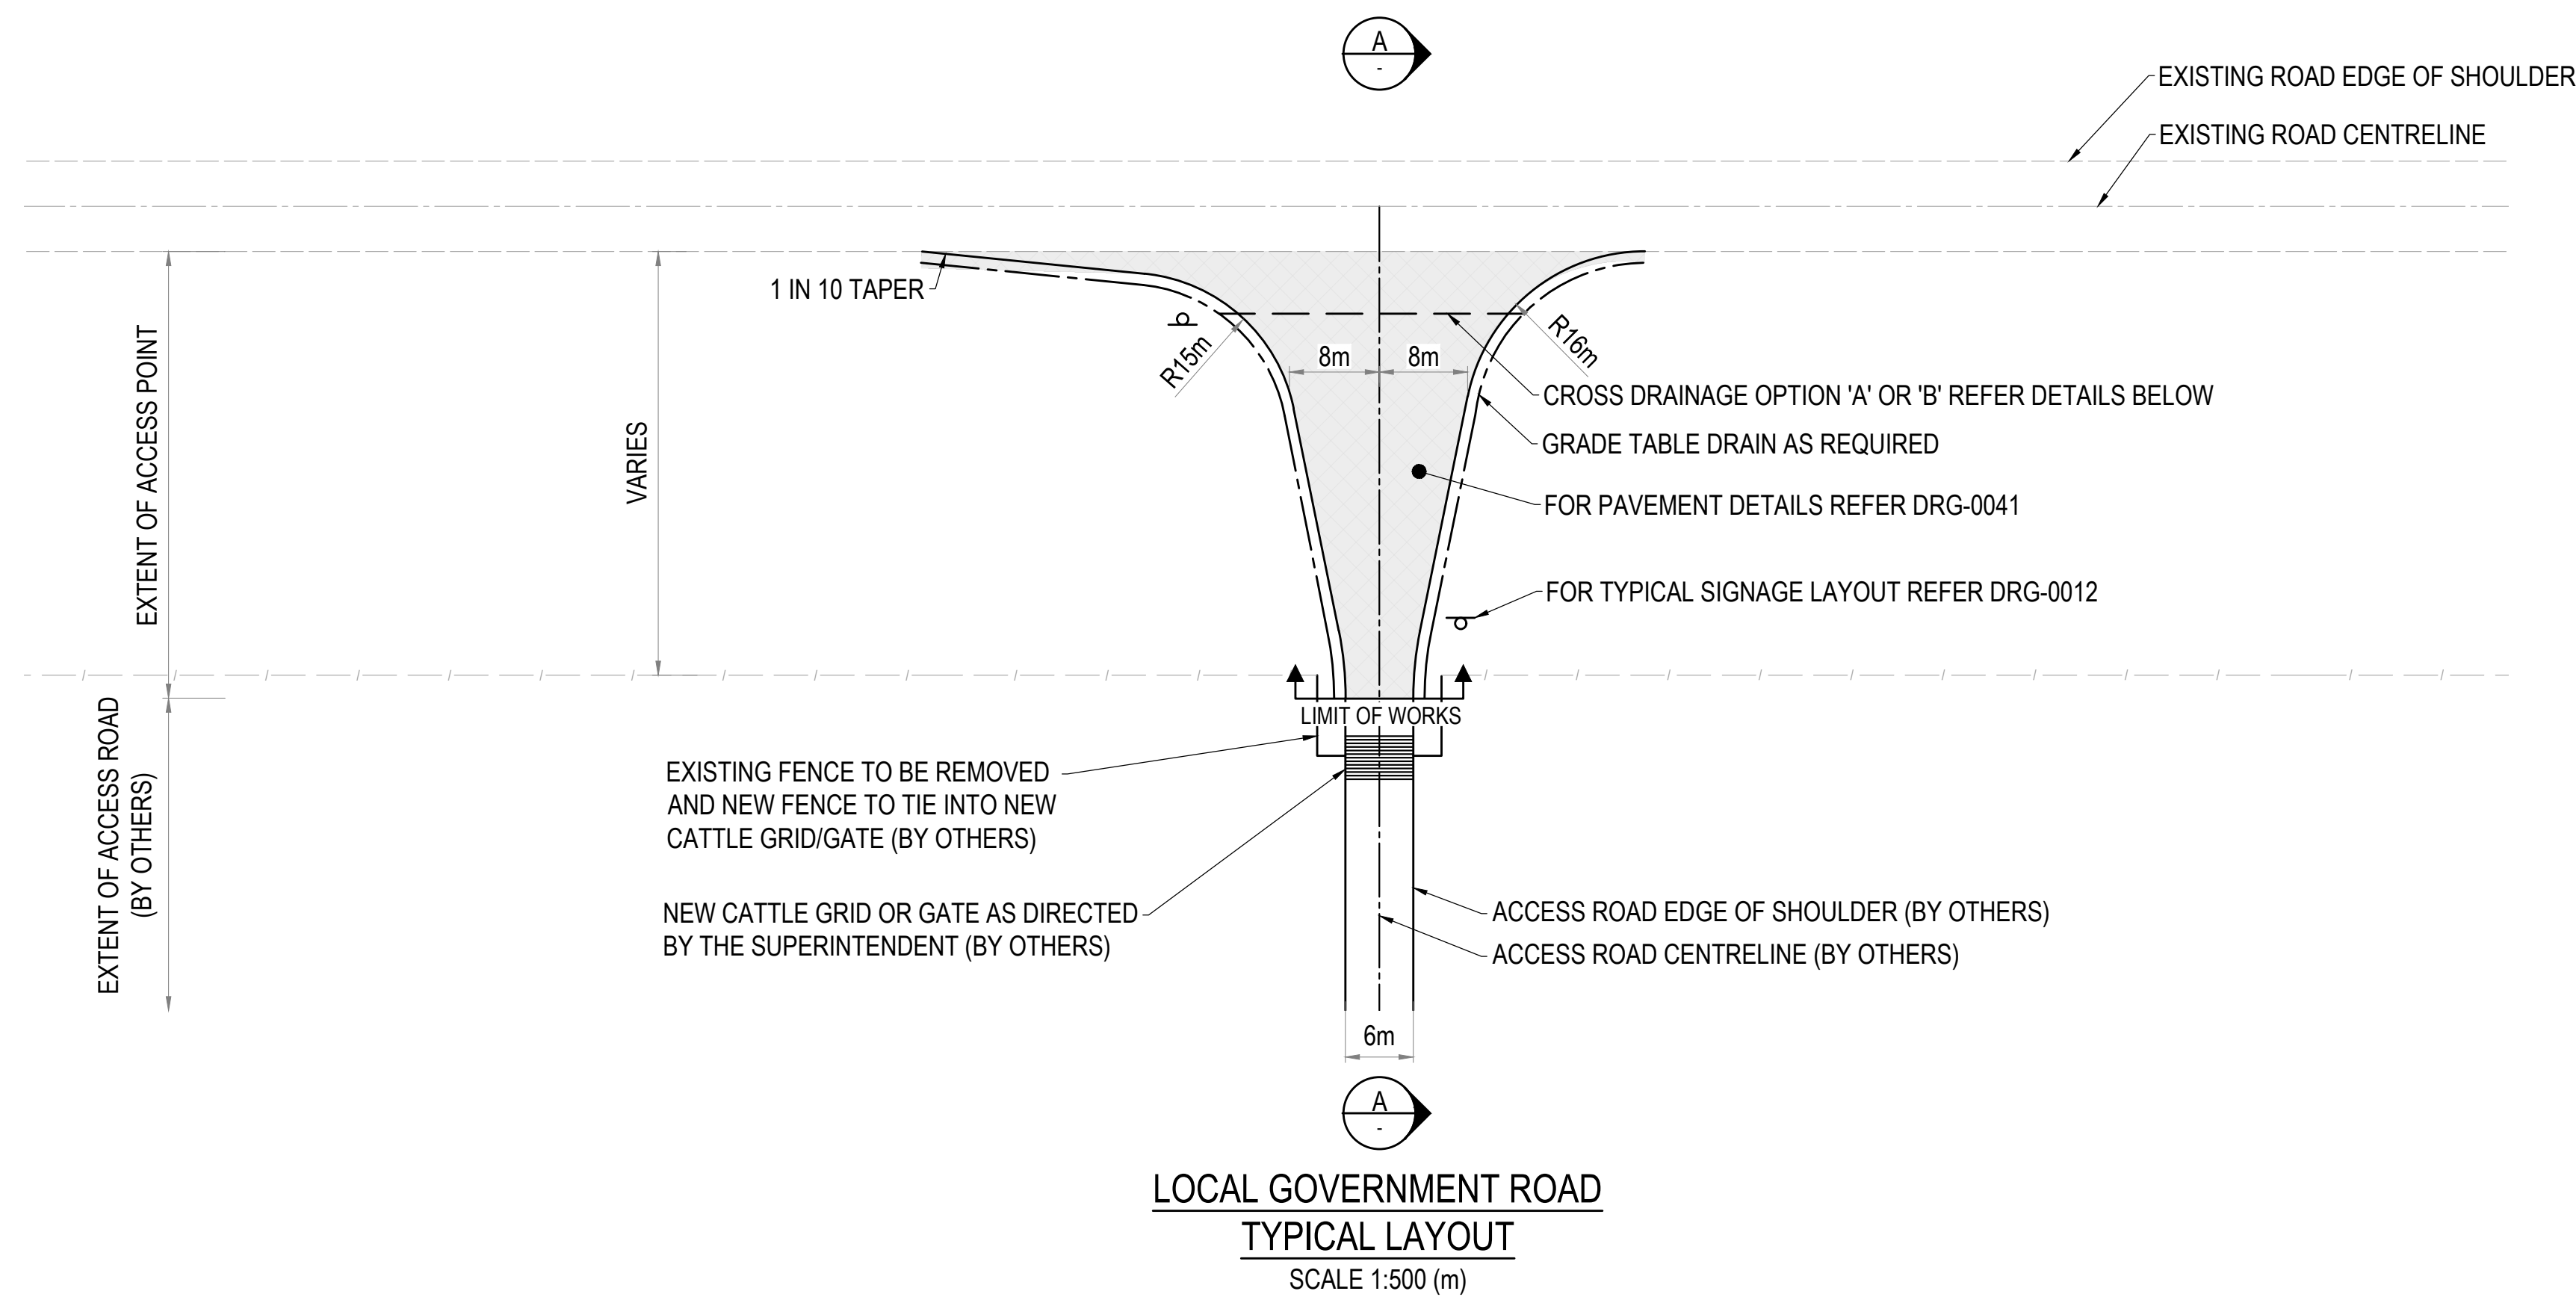 A
-
EXISTING ROAD EDGE OF SHOULDER
EXISTING ROAD CENTRELINE
1 IN 10 TAPER
EXTENT OF ACCESS POINT
VARIES
R15m
8m
8m
R16m
CROSS DRAINAGE OPTION 'A' OR 'B' REFER DETAILS BELOW
GRADE TABLE DRAIN AS REQUIRED
FOR PAVEMENT DETAILS REFER DRG-0041
FOR TYPICAL SIGNAGE LAYOUT REFER DRG-0012
LIMIT OF WORKS
EXTENT OF ACCESS ROAD
(BY OTHERS)
EXISTING FENCE TO BE REMOVED
AND NEW FENCE TO TIE INTO NEW
CATTLE GRID/GATE (BY OTHERS)
NEW CATTLE GRID OR GATE AS DIRECTED
BY THE SUPERINTENDENT (BY OTHERS)
ACCESS ROAD EDGE OF SHOULDER (BY OTHERS)
ACCESS ROAD CENTRELINE (BY OTHERS)
6m
A
-
LOCAL GOVERNMENT ROAD
TYPICAL LAYOUT
SCALE 1:500 (m)